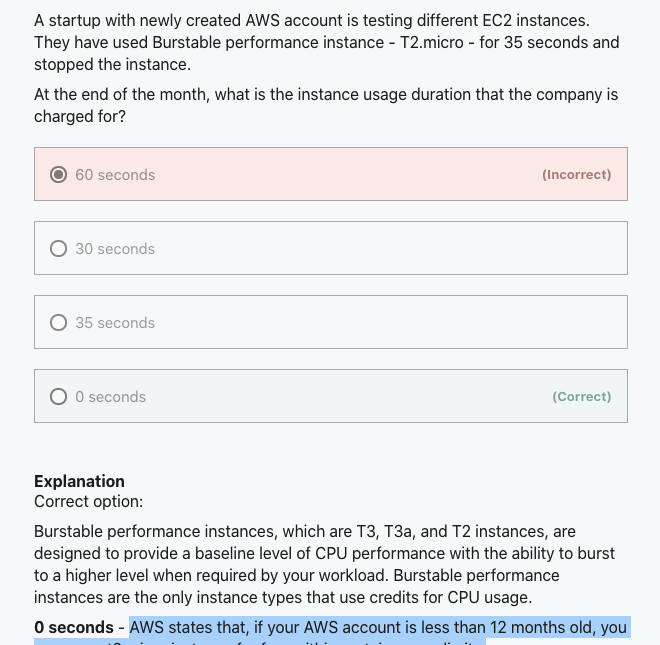 A startup with newly created AWS account is testing different EC2 instances.
They have used Burstable performance instance - T2.micro - for 35 seconds and
stopped the instance.
At the end of the month, what is the instance usage duration that the company is
charged for?
60 seconds (Incorrect)
30 seconds
35 seconds
0 seconds (Correct)
Explanation
Correct option:
Burstable performance instances, which are T3, T3a, and T2 instances, are
designed to provide a baseline level of CPU performance with the ability to burst
to a higher level when required by your workload. Burstable performance
instances are the only instance types that use credits for CPU usage.
0 seconds - AWS states that, if your AWS account is less than 12 months old, you